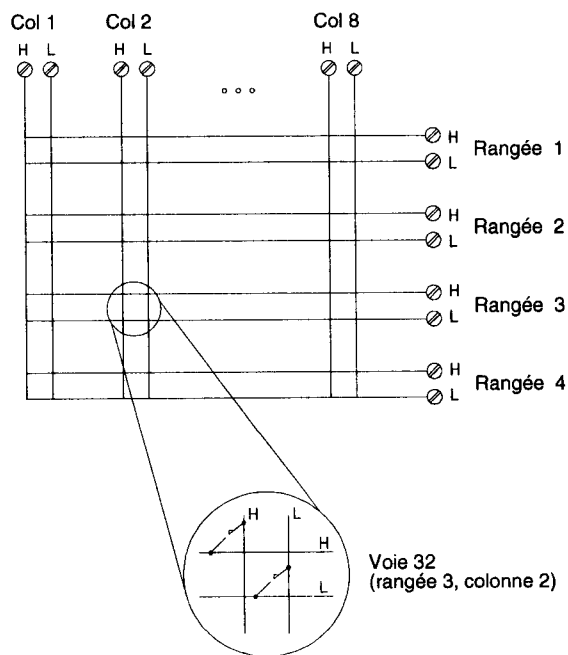 Col 1 Col 2 Col 8
H L H L H L
H
L Rangée 1
H
L Rangée 2
H
L Rangée 3
H
L Rangée 4
H L
H
L
Voie 32
(rangée 3, colonne 2)